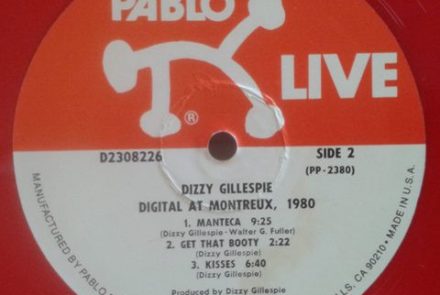 PABLO
LIVE
®
D2308226
SIDE 2
(PP-2380)
DIZZY GILLESPIE
DIGITAL AT MONTREUX, 1980
1. MANTECA 9:25
(Dizzy Gillespie-Walter G. Fuller)
2. GET THAT BOOTY 2:22
(Dizzy Gillespie)
3. KISSES 6:40
(Dizzy Gillespie)
Produced by Dizzy Gillespie
MANUFACTURED BY PABLO
LS, CA 90210 • MADE IN U.S.A.